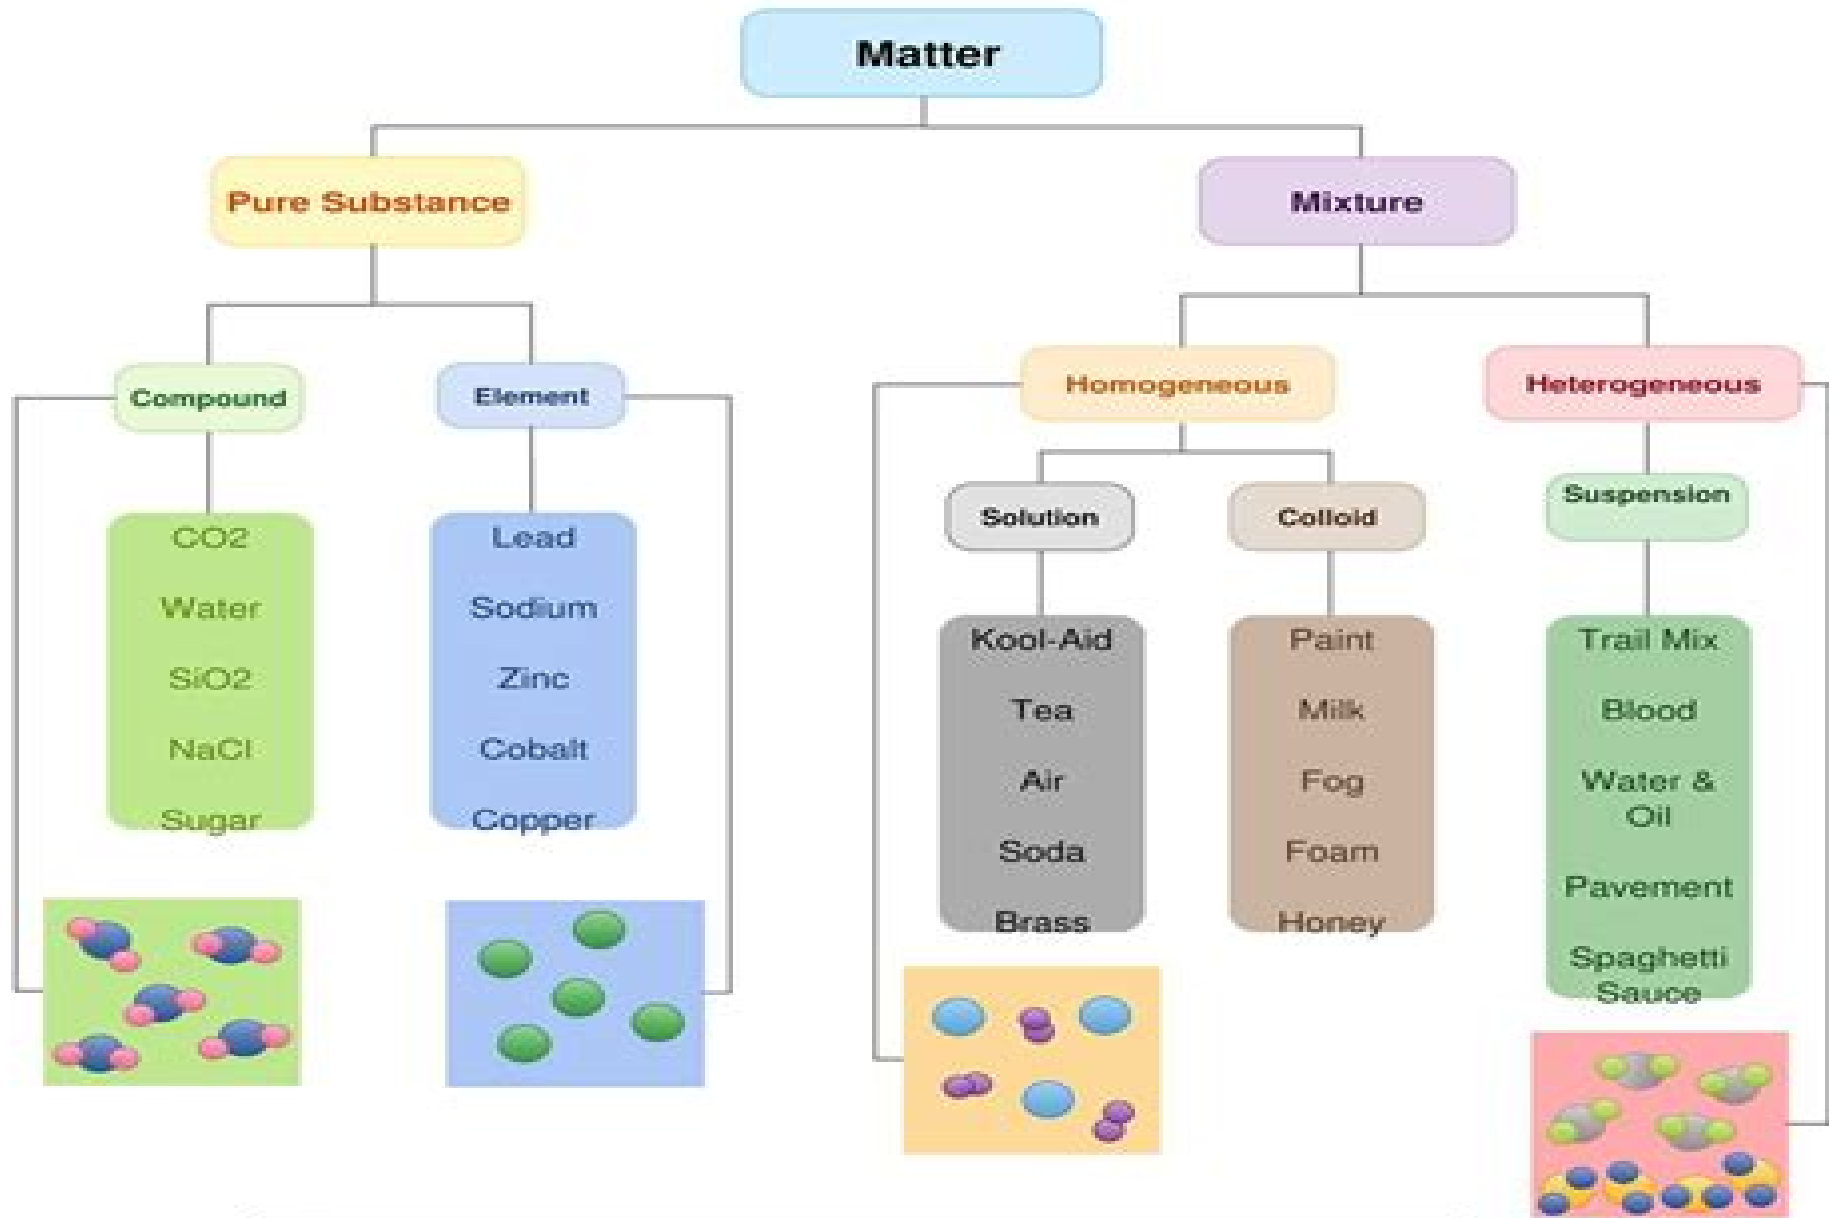 Matter
Pure Substance
Mixture
Compound
Element
Homogeneous
Heterogeneous
Solution
Colloid
Suspension
CO2
Water
SiO2
NaCl
Sugar
Lead
Sodium
Zinc
Cobalt
Copper
Kool-Aid
Tea
Air
Soda
Brass
Paint
Milk
Fog
Foam
Honey
Trail Mix
Blood
Water &
Oil
Pavement
Spaghetti
Sauce